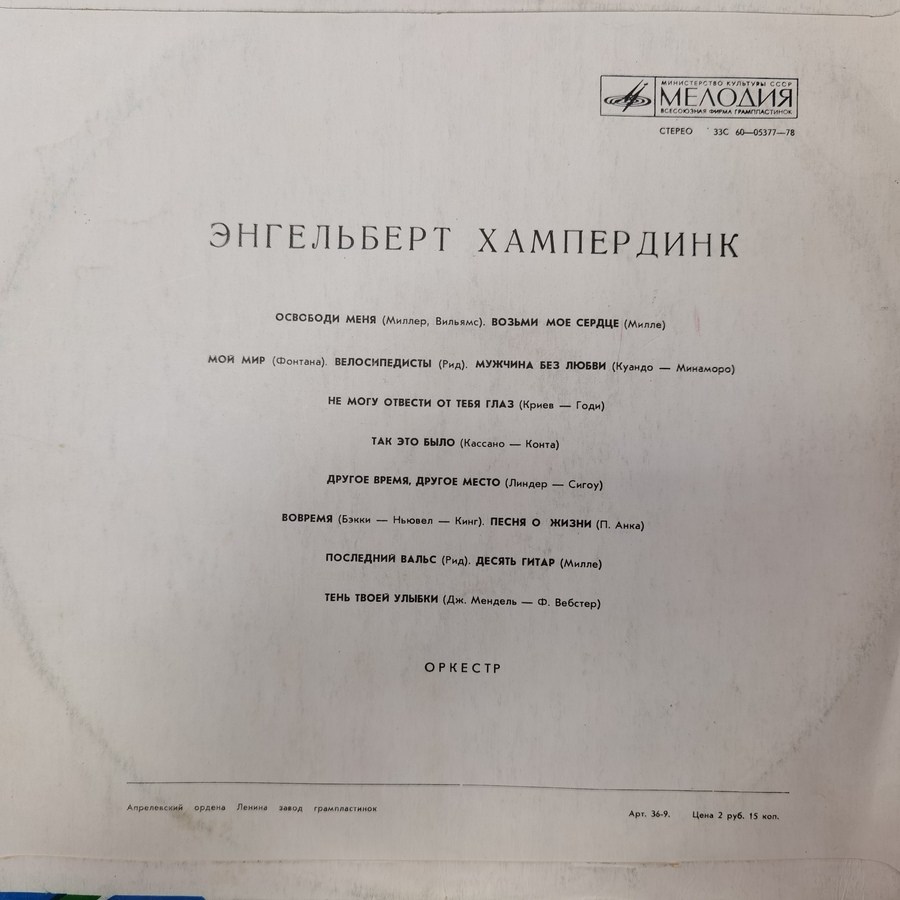 МИНИСТЕРСТВО КУЛЬТУРЫ СССР
МЕЛОДИЯ
ВСЕСОЮЗНАЯ ФИРМА ГРАМПЛАСТИНОК
СТЕРЕО 33С 60—05377—78
ЭНГЕЛЬБЕРТ ХАМПЕРДИНК
ОСВОБОДИ МЕНЯ (Миллер, Вильямс). ВОЗЬМИ МОЕ СЕРДЦЕ (Милле)
МОЙ МИР (Фонтана). ВЕЛОСИПЕДИСТЫ (Рид). МУЖЧИНА БЕЗ ЛЮБВИ (Куандо — Минаморо)
НЕ МОГУ ОТВЕСТИ ОТ ТЕБЯ ГЛАЗ (Криев — Годи)
ТАК ЭТО БЫЛО (Кассано — Конта)
ДРУГОЕ ВРЕМЯ, ДРУГОЕ МЕСТО (Линдер — Сигоу)
ВОВРЕМЯ (Бэкки — Ньювел — Кинг). ПЕСНЯ О ЖИЗНИ (П. Анка)
ПОСЛЕДНИЙ ВАЛЬС (Рид). ДЕСЯТЬ ГИТАР (Милле)
ТЕНЬ ТВОЕЙ УЛЫБКИ (Дж. Мендель — Ф. Вебстер)
ОРКЕСТР
Апрелевский ордена Ленина завод грампластинок Арт. 36-9. Цена 2 руб. 15 коп.